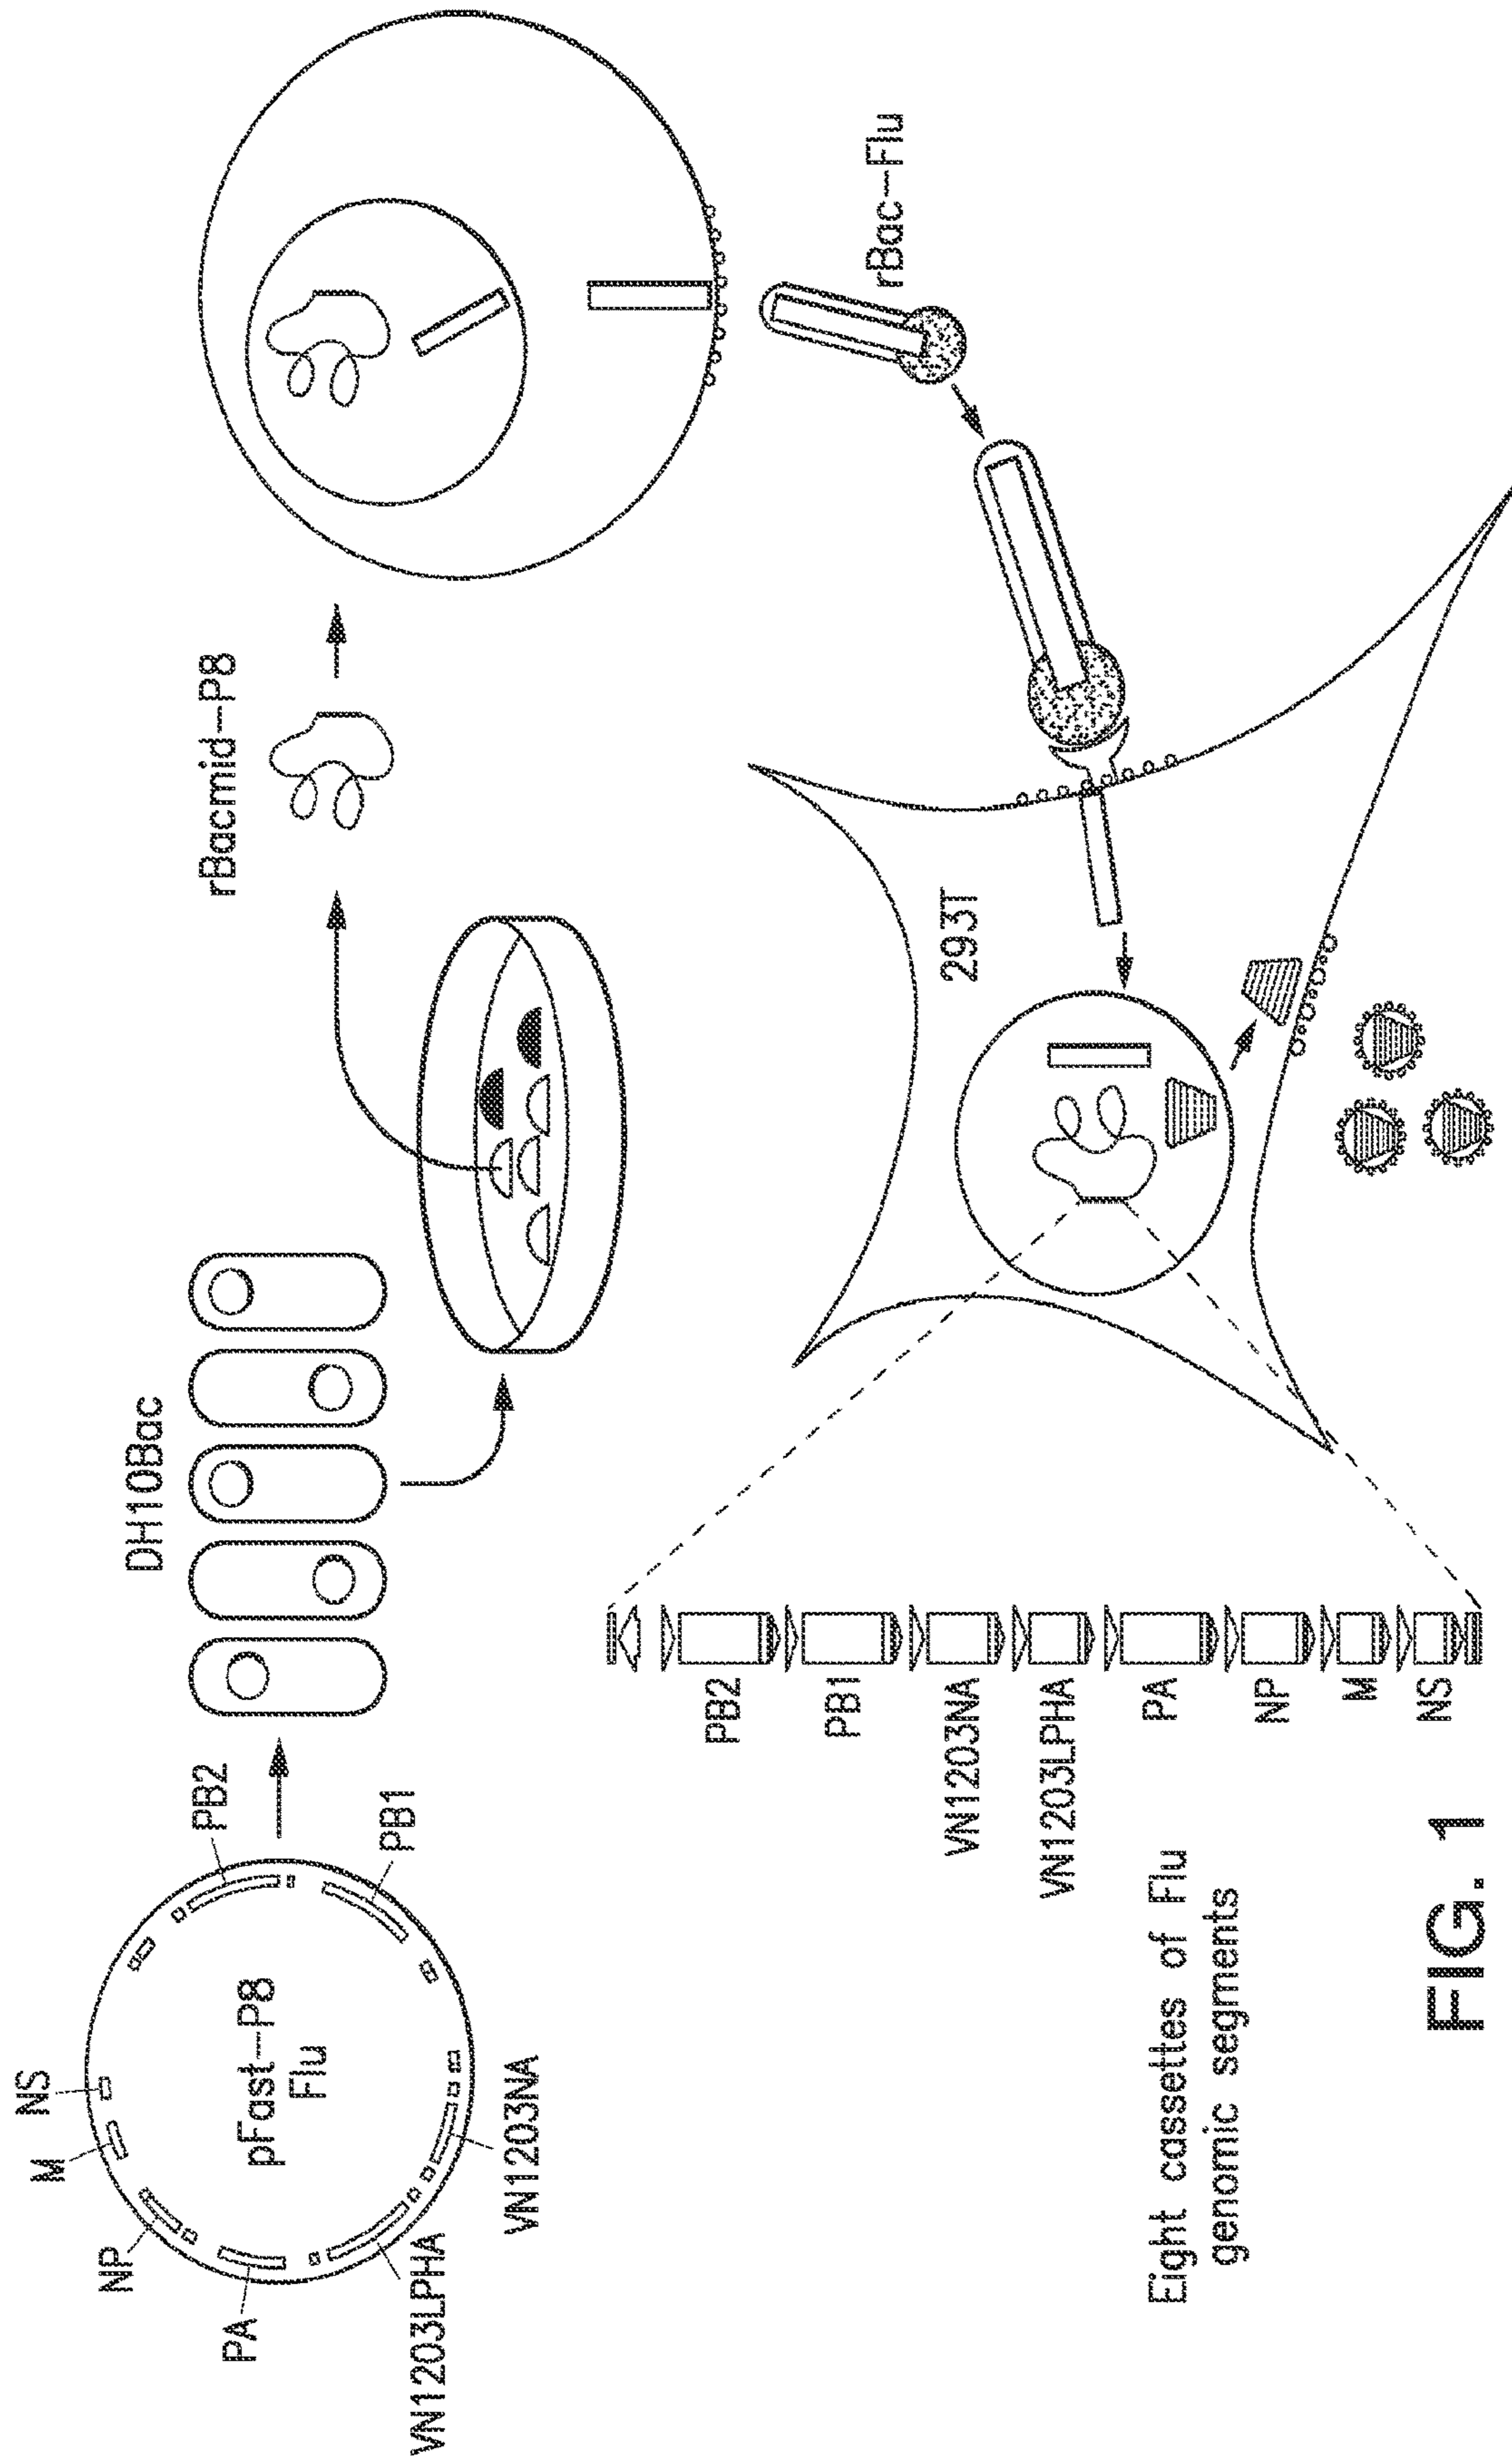 NS
M
NP
PA
pFast-P8
Flu
PB2
PB1
VN1203LPHA
VN1203NA
DH10Bac
rBacmid-P8
rBac-Flu
293T
PB2
PB1
VN1203NA
VN1203LPHA
PA
NP
M
NS
Eight cassettes of Flu
genomic segments
FIG. 1